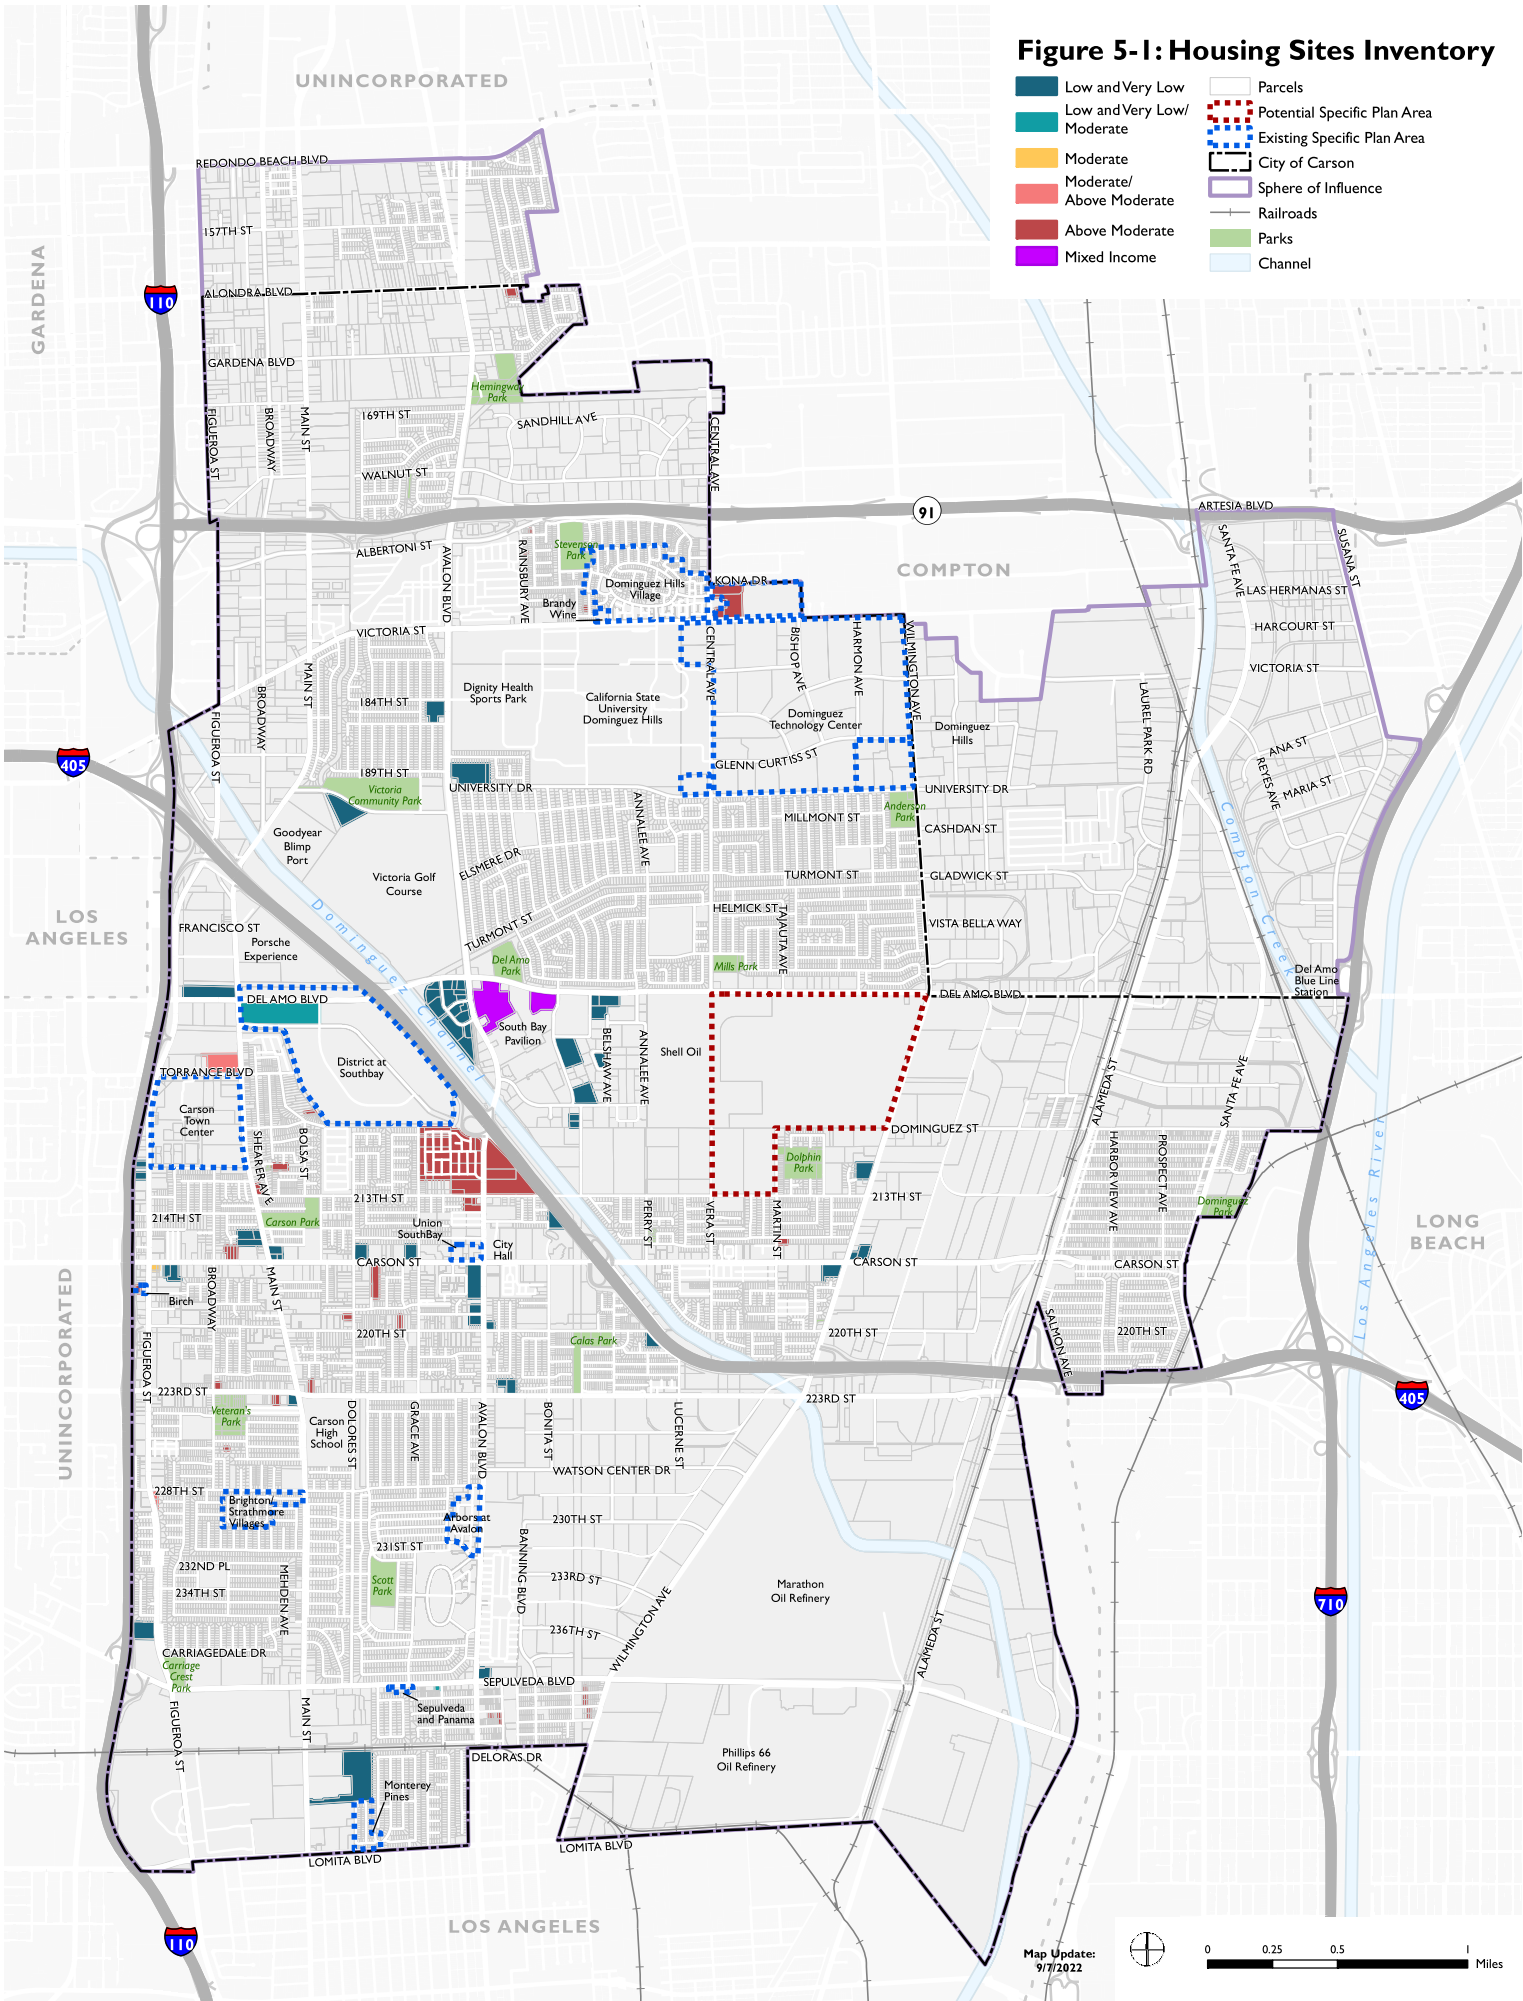 Figure 5-1: Housing Sites Inventory
Low and Very Low
Low and Very Low/
Moderate
Moderate
Moderate/
Above Moderate
Above Moderate
Mixed Income
Parcels
Potential Specific Plan Area
Existing Specific Plan Area
City of Carson
Sphere of Influence
Railroads
Parks
Channel
UNINCORPORATED
REDONDO BEACH BLVD
157TH ST
GARDENA
110
ALONDRA BLVD
GARDENA BLVD
Hemingway
Park
FIGUEROA ST
BROADWAY
MAIN ST
169TH ST
SANDHILL AVE
CENTRAL AVE
WALNUT ST
91
ARTESIA BLVD
ALBERTONI ST
AVALON BLVD
RAINSBURY AVE
Stevenson
Park
Dominguez Hills
Village
KONA DR
COMPTON
SANTA FE AVE
SUSANA ST
LAS HERMANAS ST
Brandy
Wine
VICTORIA ST
HARCOURT ST
CENTRAL AVE
BISHOP AVE
HARMON AVE
WILMINGTON AVE
VICTORIA ST
MAIN ST
BROADWAY
FIGUEROA ST
184TH ST
Dignity Health
Sports Park
California State
University
Dominguez Hills
Dominguez
Technology Center
Dominguez
Hills
LAUREL PARK RD
ANA ST
REYES AVE
MARIA ST
GLENN CURTISS ST
405
189TH ST
Victoria
Community Park
UNIVERSITY DR
UNIVERSITY DR
ANNALEE AVE
MILLMONT ST
Anderson
Park
CASHDAN ST
Compton Creek
Goodyear
Blimp
Port
ELSMERE DR
Victoria Golf
Course
TURMONT ST
GLADWICK ST
LOS
ANGELES
Dominguez Channel
HELMICK ST
TAJAUTA AVE
VISTA BELLA WAY
FRANCISCO ST
Porsche
Experience
TURMONT ST
Del Amo
Park
Mills Park
Del Amo
Blue Line
Station
DEL AMO BLVD
DEL AMO BLVD
South Bay
Pavilion
BELSHAW AVE
ANNALEE AVE
Shell Oil
District at
Southbay
TORRANCE BLVD
Carson
Town
Center
ALAMEDA ST
SANTA FE AVE
SHEARER AVE
BOLSA ST
DOMINGUEZ ST
Dolphin
Park
HARBOR VIEW AVE
PROSPECT AVE
Los Angeles River
213TH ST
213TH ST
Dominguez
Park
214TH ST
Carson Park
Union
SouthBay
City
Hall
PERRY ST
VERA ST
MARTIN ST
LONG
BEACH
CARSON ST
CARSON ST
CARSON ST
UNINCORPORATED
Birch
BROADWAY
MAIN ST
FIGUEROA ST
220TH ST
Calas Park
220TH ST
SALMON AVE
220TH ST
223RD ST
223RD ST
405
Veteran's
Park
Carson
High
School
DOLORES ST
GRACE AVE
AVALON BLVD
BONITA ST
LUCERNE ST
WATSON CENTER DR
228TH ST
Brighton/
Strathmore
Villages
Arbors at
Avalon
230TH ST
231ST ST
BANNING BLVD
232ND PL
234TH ST
MEHDEN AVE
Scott
Park
233RD ST
Marathon
Oil Refinery
710
236TH ST
WILMINGTON AVE
ALAMEDA ST
CARRIAGEDALE DR
Carriage
Crest
Park
SEPULVEDA BLVD
Sepulveda
and Panama
FIGUEROA ST
MAIN ST
DELORAS DR
Phillips 66
Oil Refinery
Monterey
Pines
LOMITA BLVD
LOMITA BLVD
LOS ANGELES
110
Map Update:
9/7/2022
0 0.25 0.5 1
Miles